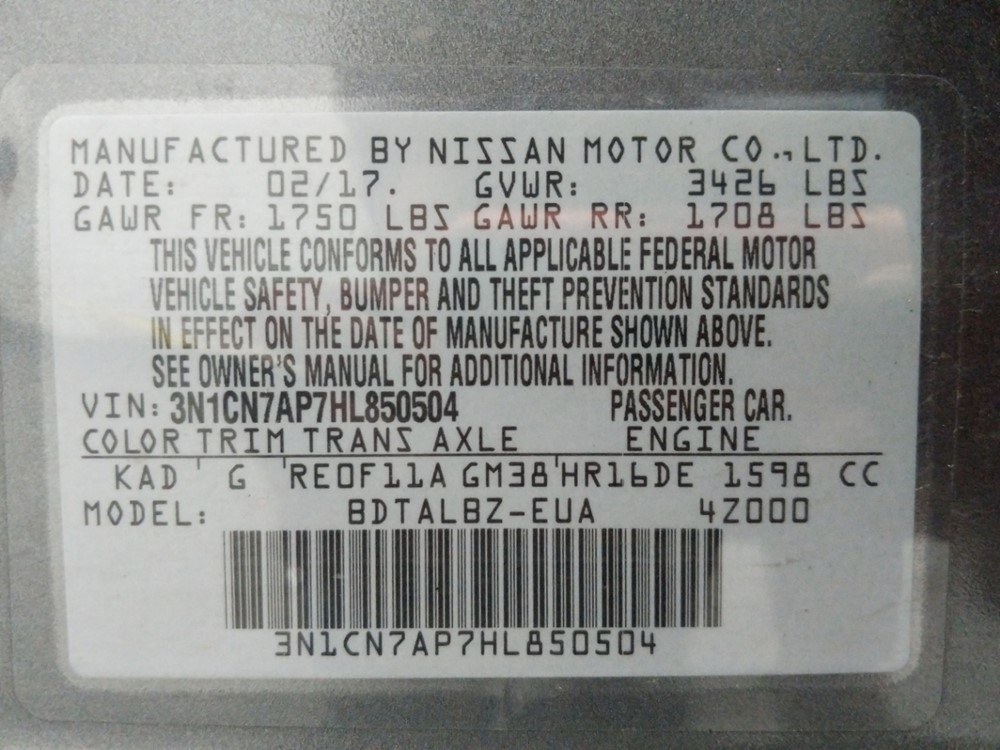 MANUFACTURED BY NISSAN MOTOR CO.,LTD.
DATE: 02/17. GVWR: 3426 LBS
GAWR FR: 1750 LBS GAWR RR: 1708 LBS
THIS VEHICLE CONFORMS TO ALL APPLICABLE FEDERAL MOTOR
VEHICLE SAFETY, BUMPER AND THEFT PREVENTION STANDARDS
IN EFFECT ON THE DATE OF MANUFACTURE SHOWN ABOVE.
SEE OWNER'S MANUAL FOR ADDITIONAL INFORMATION.
VIN: 3N1CN7AP7HL850504 PASSENGER CAR.
COLOR TRIM TRANS AXLE ENGINE
KAD G RE0F11A GM38 HR16DE 1598 CC
MODEL: BDTALBZ-EUA 4Z000
3N1CN7AP7HL850504